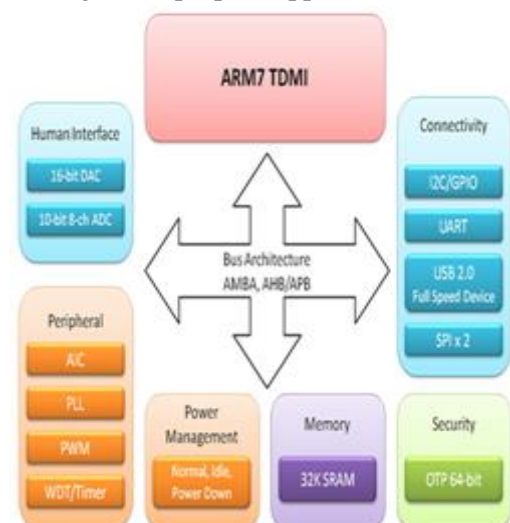 ARM7 TDMI
Human Interface
16-bit DAC
10-bit 8-ch ADC
Connectivity
I2C/GPIO
UART
USB 2.0
Full Speed Device
SPI x 2
Bus Architecture
AMBA, AHB/APB
Peripheral
AIC
PLL
PWM
WDT/Timer
Power
Management
Normal, Idle,
Power Down
Memory
32K SRAM
Security
OTP 64-bit